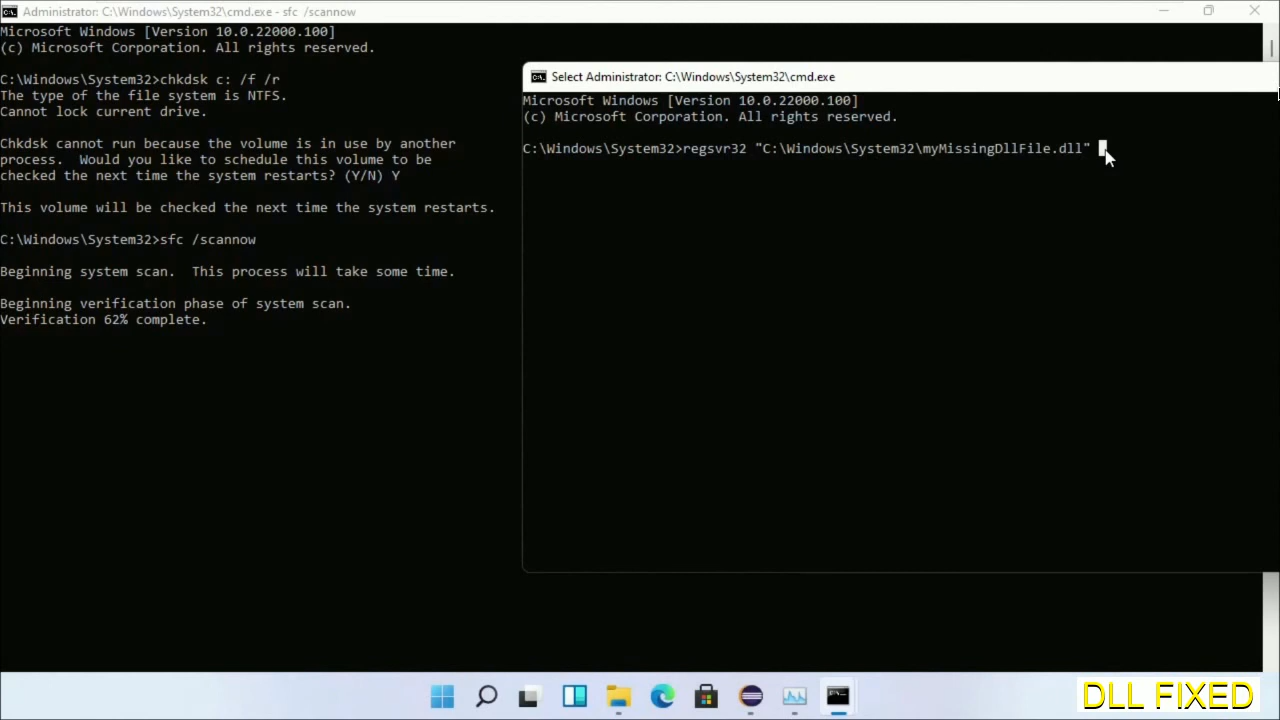 Administrator: C:\Windows\System32\cmd.exe - sfc /scannow
Microsoft Windows [Version 10.0.22000.100]
(c) Microsoft Corporation. All rights reserved.
C:\Windows\System32>chkdsk c: /f /r
The type of the file system is NTFS.
Cannot lock current drive.
Chkdsk cannot run because the volume is in use by another
process.  Would you like to schedule this volume to be
checked the next time the system restarts? (Y/N) Y
This volume will be checked the next time the system restarts.
C:\Windows\System32>sfc /scannow
Beginning system scan.  This process will take some time.
Beginning verification phase of system scan.
Verification 62% complete.
Select Administrator: C:\Windows\System32\cmd.exe
Microsoft Windows [Version 10.0.22000.100]
(c) Microsoft Corporation. All rights reserved.
C:\Windows\System32>regsvr32 "C:\Windows\System32\myMissingDllFile.dll"
DLL FIXED